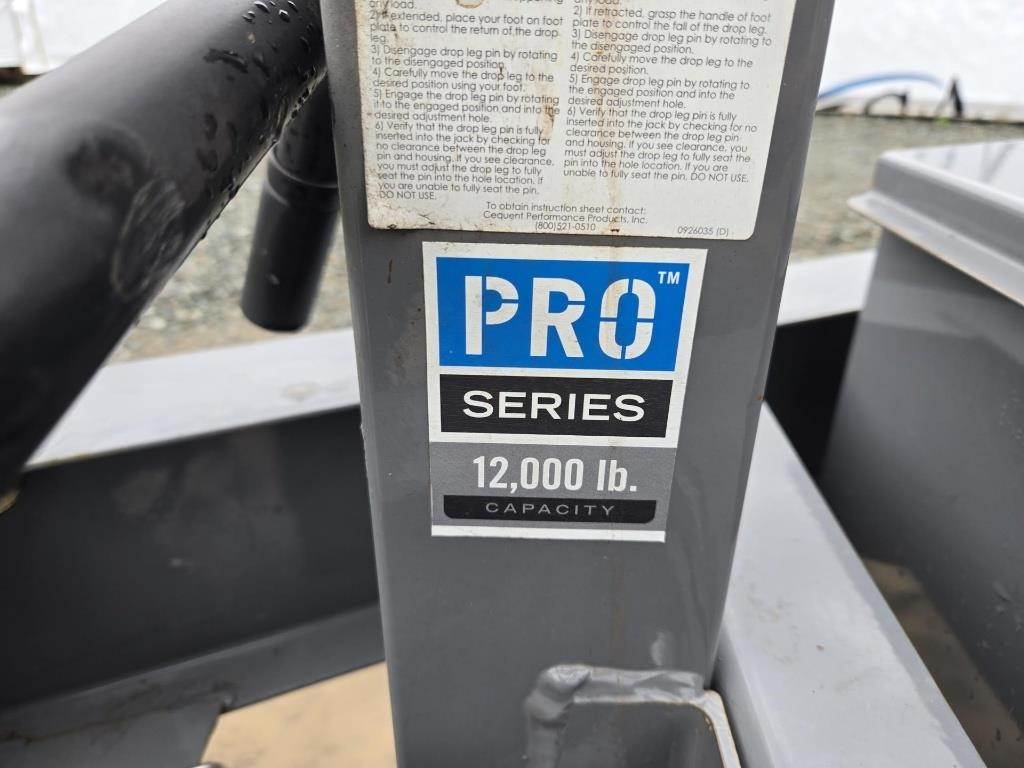 any load.
2) If extended, place your foot on foot
plate to control the return of the drop
leg.
3) Disengage drop leg pin by rotating
to the disengaged position.
4) Carefully move the drop leg to the
desired position using your foot.
5) Engage the drop leg pin by rotating
it to the engaged position and into the
desired adjustment hole.
6) Verify that the drop leg pin is fully
inserted into the jack by checking for
no clearance between the drop leg
pin and housing. If you see clearance,
you must adjust the drop leg to fully
seat the pin into the hole location. If
you are unable to fully seat the pin,
DO NOT USE.
any load.
2) If retracted, grasp the handle of foot
plate to control the fall of the drop leg.
3) Disengage drop leg pin by rotating to
the disengaged position.
4) Carefully move the drop leg to the
desired position.
5) Engage drop leg pin by rotating to
the engaged position and into the
desired adjustment hole.
6) Verify that the drop leg pin is fully
inserted into the jack by checking for no
clearance between the drop leg pin
and housing. If you see clearance, you
must adjust the drop leg to fully seat the
pin into the hole location. If you are
unable to fully seat the pin, DO NOT USE.
To obtain instruction sheet contact:
Cequent Performance Products, Inc.
(800)521-0510
0926035 (D)
PRO™
SERIES
12,000 lb.
CAPACITY